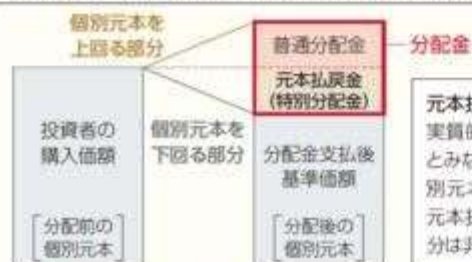 個別元本を
上回る部分
普通分配金
分配金
元本払戻金
(特別分配金)
投資者の
購入価額
個別元本を
下回る部分
分配金支払後
基準価額
分配前の
個別元本
分配後の
個別元本
元本払
実質的
とみな
別元本
元本払
分は非